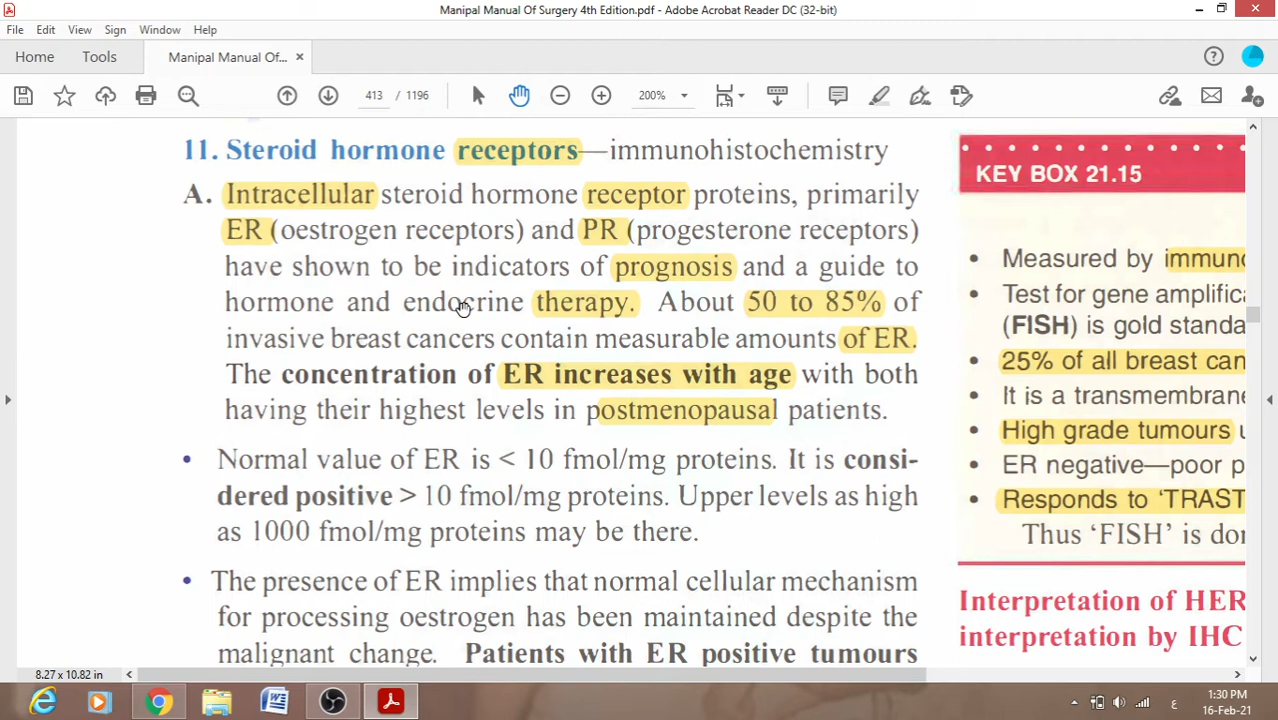 Manipal Manual Of Surgery 4th Edition.pdf - Adobe Acrobat Reader DC (32-bit)
File Edit View Sign Window Help
Home Tools Manipal Manual Of... ×
413 / 1196 200%
11. Steroid hormone receptors—immunohistochemistry
A. Intracellular steroid hormone receptor proteins, primarily
ER (oestrogen receptors) and PR (progesterone receptors)
have shown to be indicators of prognosis and a guide to
hormone and endocrine therapy. About 50 to 85% of
invasive breast cancers contain measurable amounts of ER.
The concentration of ER increases with age with both
having their highest levels in postmenopausal patients.
• Normal value of ER is < 10 fmol/mg proteins. It is consi-
dered positive > 10 fmol/mg proteins. Upper levels as high
as 1000 fmol/mg proteins may be there.
• The presence of ER implies that normal cellular mechanism
for processing oestrogen has been maintained despite the
malignant change. Patients with ER positive tumours
KEY BOX 21.15
• Measured by immuno
• Test for gene amplifica
(FISH) is gold standa
• 25% of all breast can
• It is a transmembrane
• High grade tumours u
• ER negative—poor p
• Responds to 'TRAST
Thus 'FISH' is do
Interpretation of HER
interpretation by IHC
8.27 x 10.82 in
ع
1:30 PM
16-Feb-21